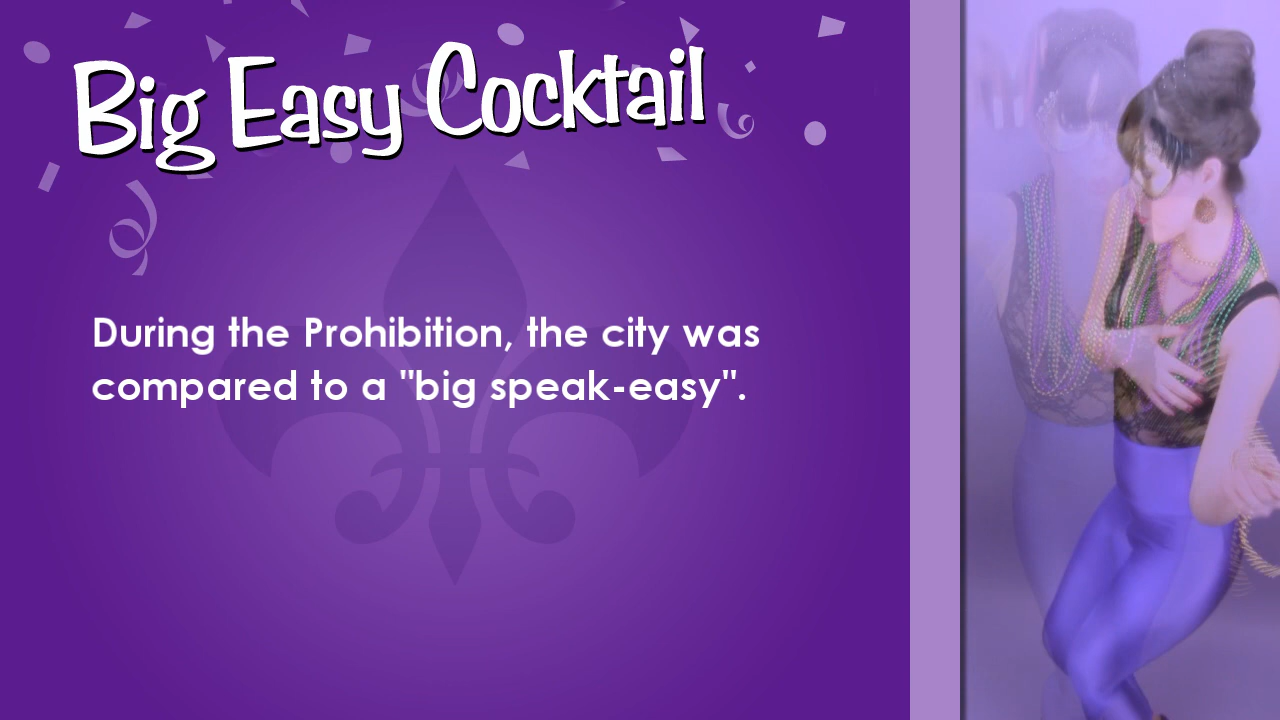 Big Easy Cocktail
During the Prohibition, the city was
compared to a "big speak-easy".